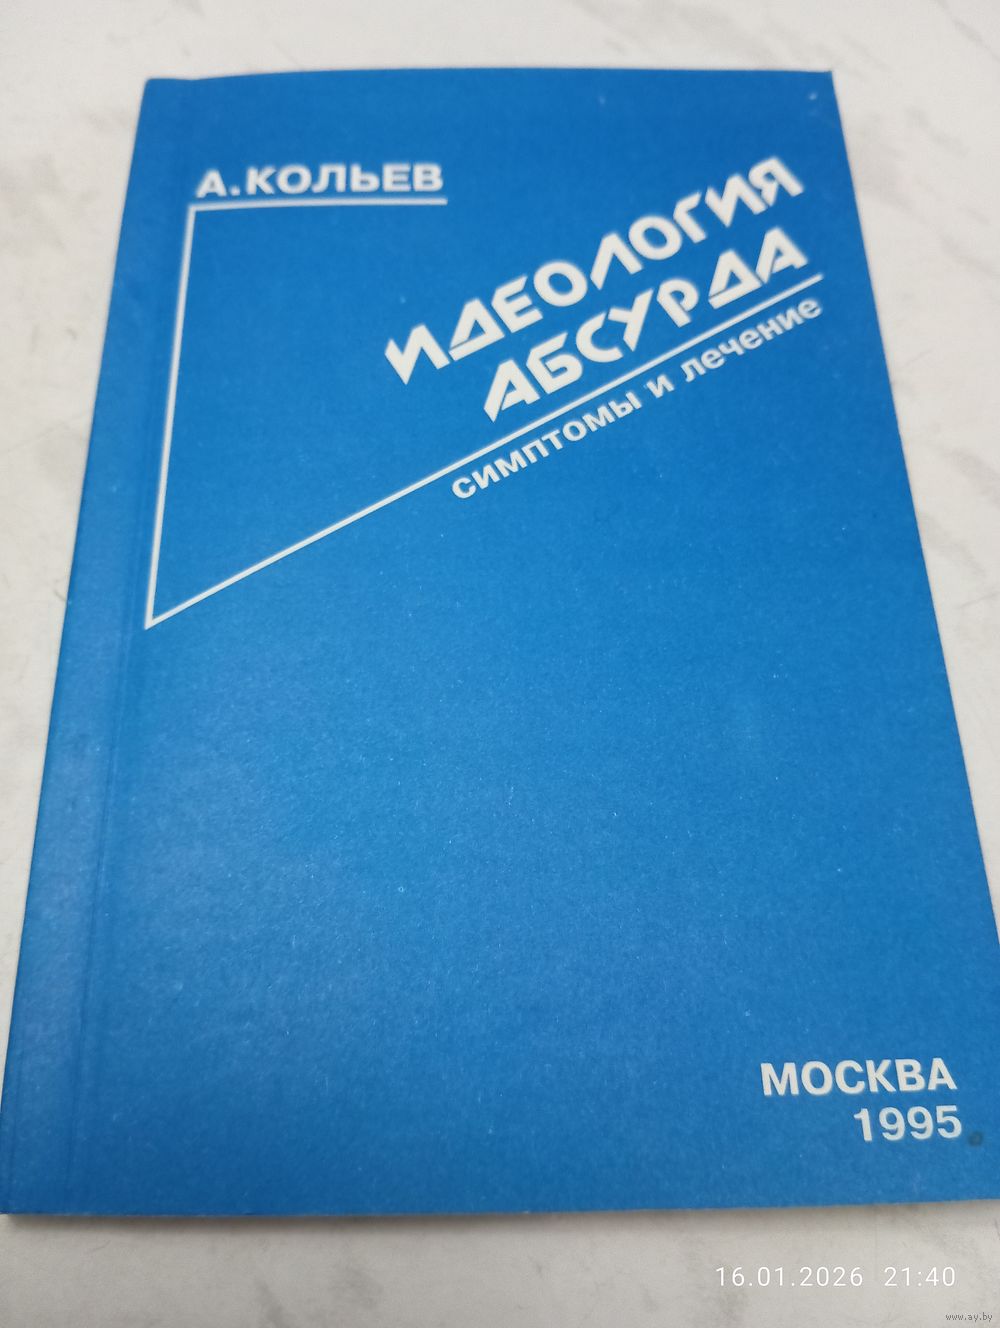 А.КОЛЬЕВ
ИДЕОЛОГИЯ
АБСУРДА
симптомы и лечение
МОСКВА
1995
16.01.2026 21:40
www.ay.by